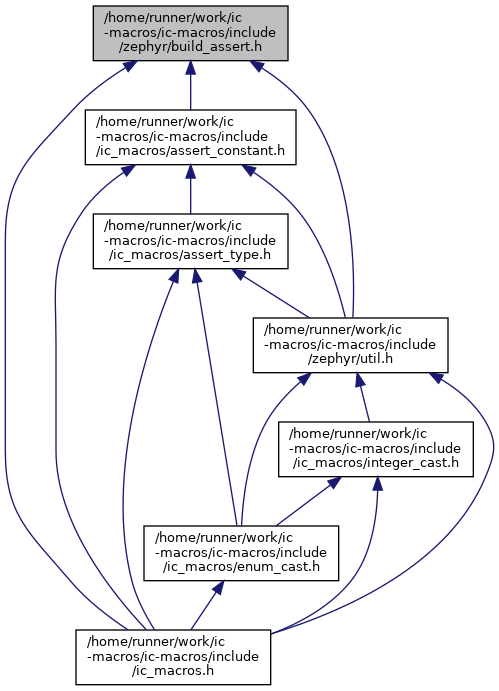 /home/runner/work/ic
-macros/ic-macros/include
/zephyr/build_assert.h
/home/runner/work/ic
-macros/ic-macros/include
/ic_macros/assert_constant.h
/home/runner/work/ic
-macros/ic-macros/include
/ic_macros/assert_type.h
/home/runner/work/ic
-macros/ic-macros/include
/zephyr/util.h
/home/runner/work/ic
-macros/ic-macros/include
/ic_macros/integer_cast.h
/home/runner/work/ic
-macros/ic-macros/include
/ic_macros/enum_cast.h
/home/runner/work/ic
-macros/ic-macros/include
/ic_macros.h